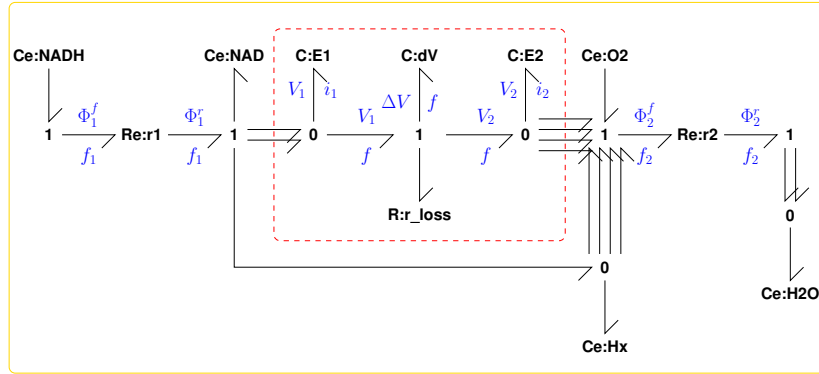 Ce:NADH Ce:NAD C:E1 C:dV C:E2 Ce:O2
V₁ i₁ ΔV f V₂ i₂
Φ₁ᶠ Φ₁ʳ V₁ V₂ Φ₂ᶠ Φ₂ʳ
1 Re:r1 1 0 1 0 1 Re:r2 1
f₁ f₁ f f f₂ f₂
R:r_loss 0
0
Ce:H2O
Ce:Hx